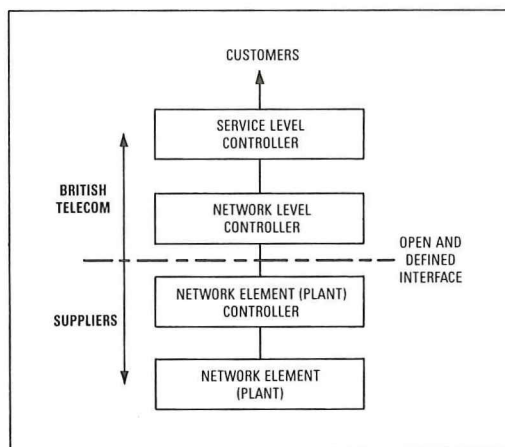 CUSTOMERS
SERVICE LEVEL
CONTROLLER
BRITISH
TELECOM
NETWORK LEVEL
CONTROLLER
OPEN AND
DEFINED
INTERFACE
NETWORK ELEMENT (PLANT)
CONTROLLER
SUPPLIERS
NETWORK ELEMENT
(PLANT)